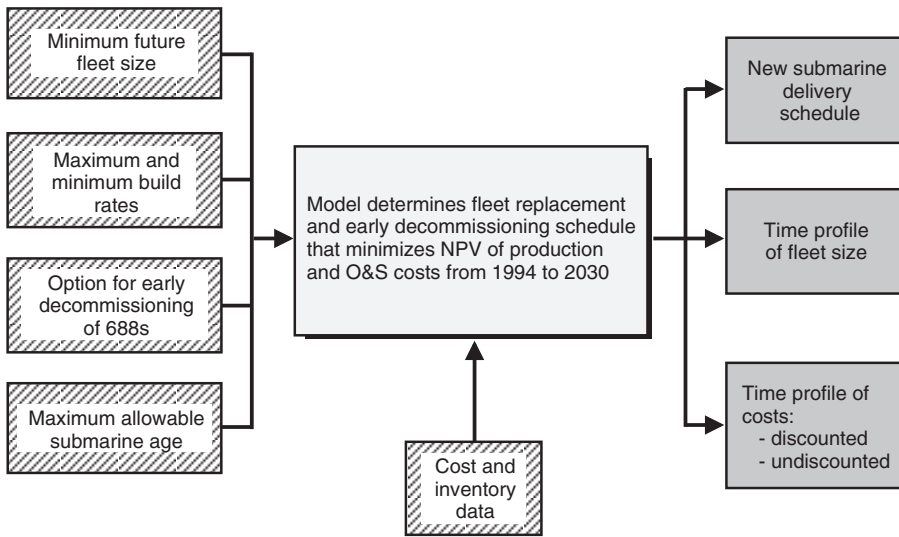 Minimum future
fleet size
Maximum and
minimum build
rates
Option for early
decommissioning
of 688s
Maximum allowable
submarine age
Model determines fleet replacement
and early decommissioning schedule
that minimizes NPV of production
and O&S costs from 1994 to 2030
Cost and
inventory
data
New submarine
delivery
schedule
Time profile
of fleet size
Time profile of
costs:
- discounted
- undiscounted